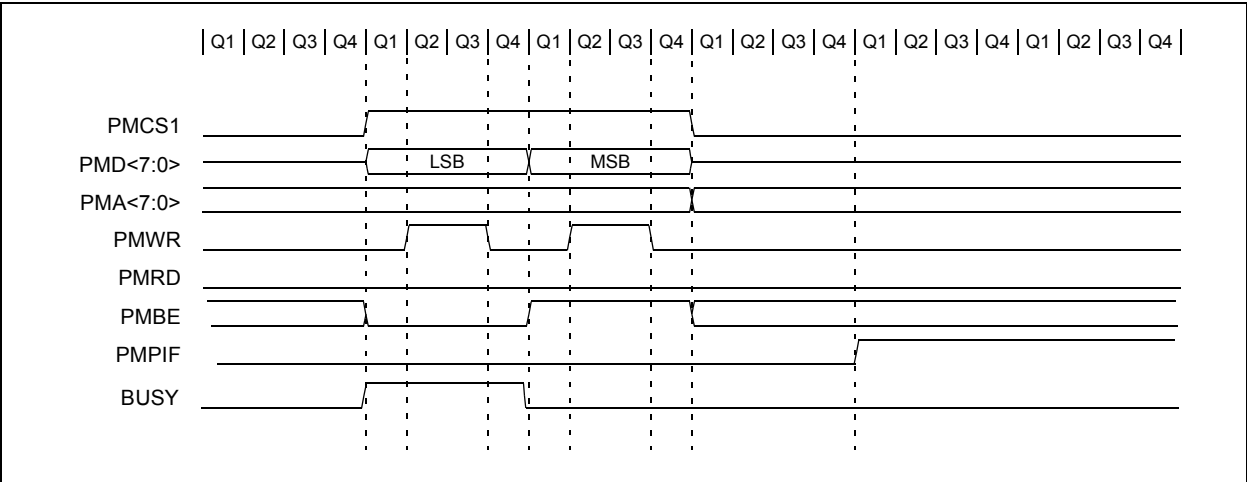 Q1 Q2 Q3 Q4 Q1 Q2 Q3 Q4 Q1 Q2 Q3 Q4 Q1 Q2 Q3 Q4 Q1 Q2 Q3 Q4 Q1 Q2 Q3 Q4
PMCS1
PMD<7:0> LSB MSB
PMA<7:0>
PMWR
PMRD
PMBE
PMPIF
BUSY